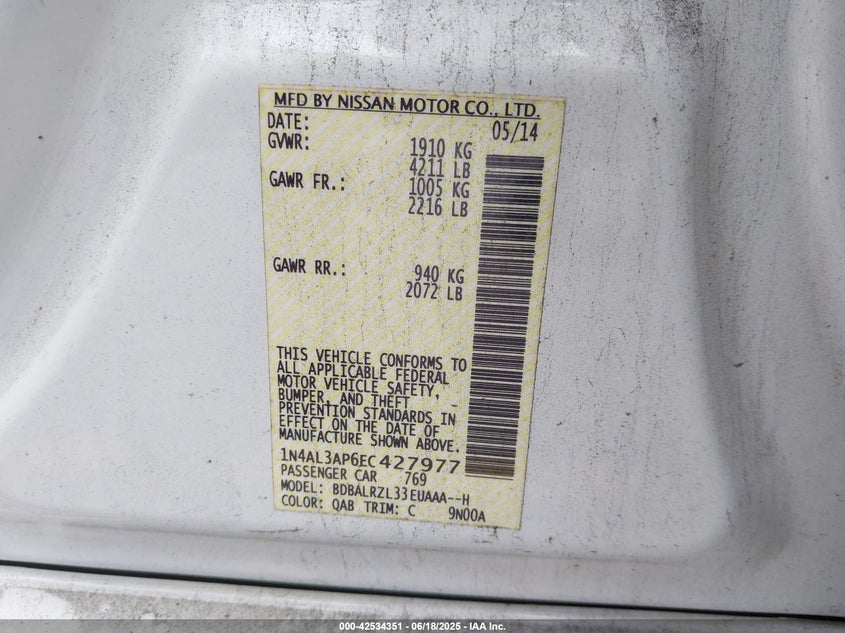 MFD BY NISSAN MOTOR CO., LTD.
DATE: 05/14
GVWR: 1910 KG
4211 LB
GAWR FR.: 1005 KG
2216 LB
GAWR RR.: 940 KG
2072 LB
THIS VEHICLE CONFORMS TO
ALL APPLICABLE FEDERAL
MOTOR VEHICLE SAFETY,
BUMPER, AND THEFT
PREVENTION STANDARDS IN
EFFECT ON THE DATE OF
MANUFACTURE SHOWN ABOVE.
1N4AL3AP6EC427977
PASSENGER CAR 769
MODEL: BDBALRZL33EUAAA--H
COLOR: QAB TRIM: C 9N00A
000-42534351 - 06/18/2025 - IAA Inc.